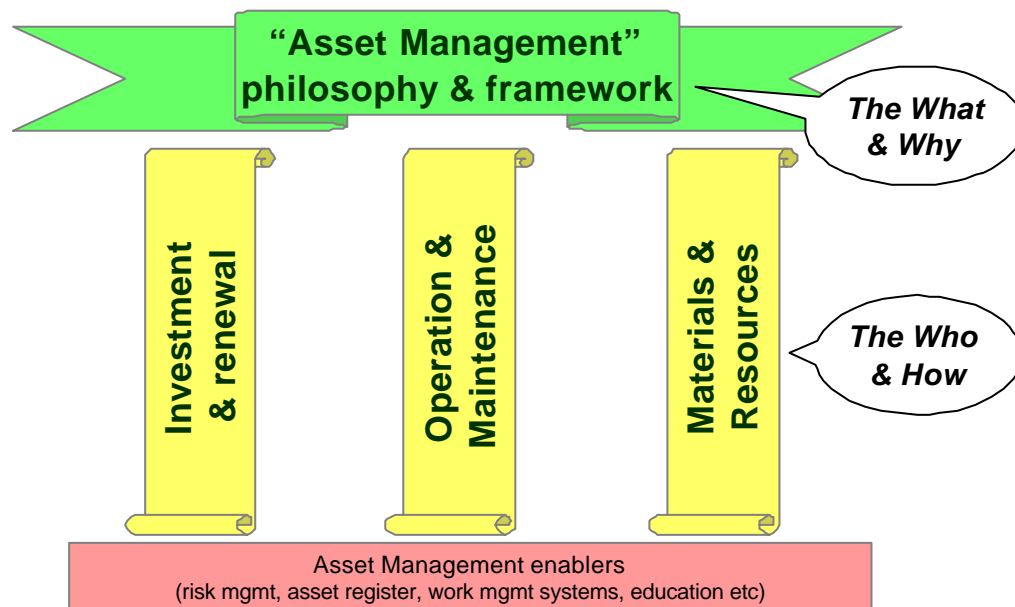 “Asset Management”
philosophy & framework
The What
& Why
Investment
& renewal
Operation &
Maintenance
Materials &
Resources
The Who
& How
Asset Management enablers
(risk mgmt, asset register, work mgmt systems, education etc)